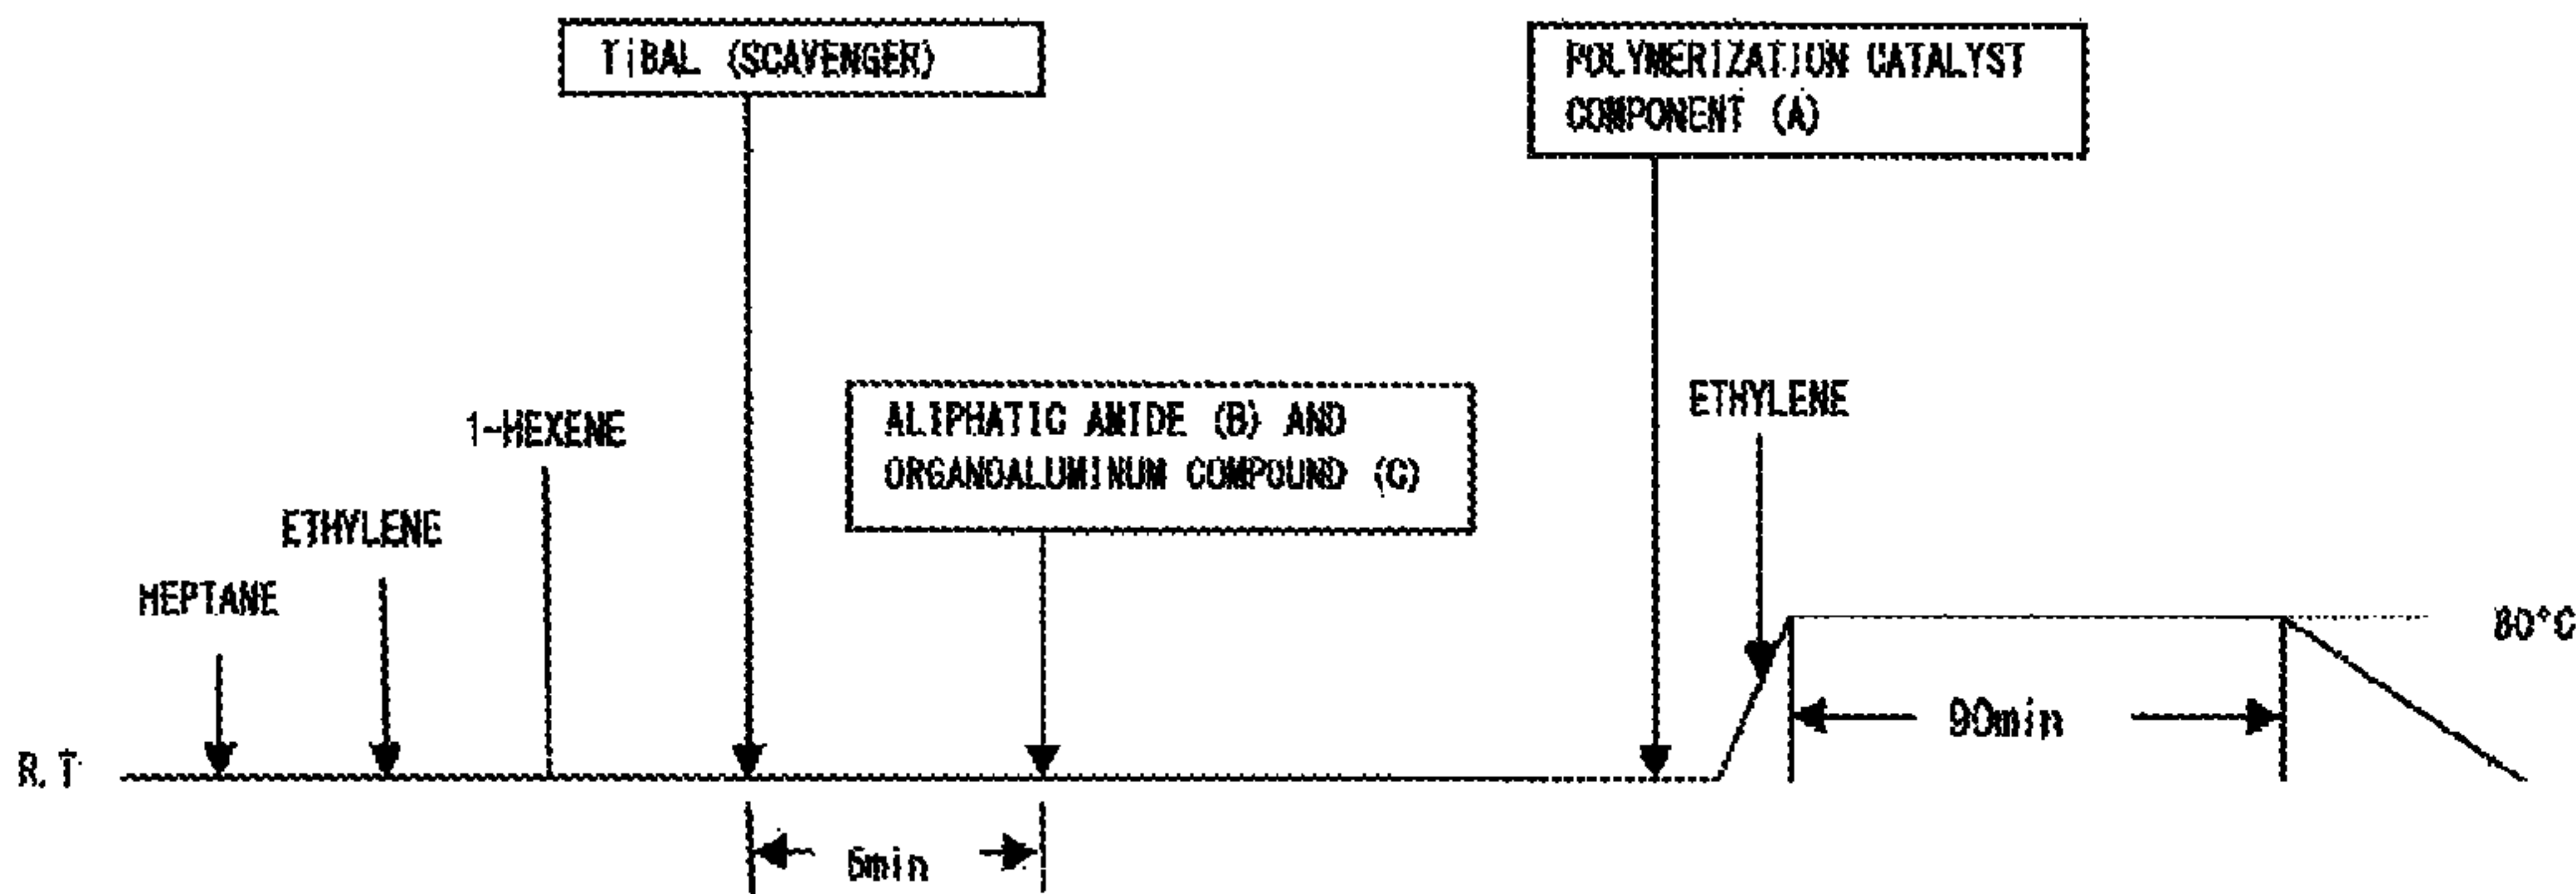 TiBAL (SCAVENGER)
POLYMERIZATION CATALYST
COMPONENT (A)
ALIPHATIC AMIDE (B) AND
ORGANOALUMINUM COMPOUND (C)
ETHYLENE
1-HEXENE
ETHYLENE
HEPTANE
80°C
90min
R.T
5min